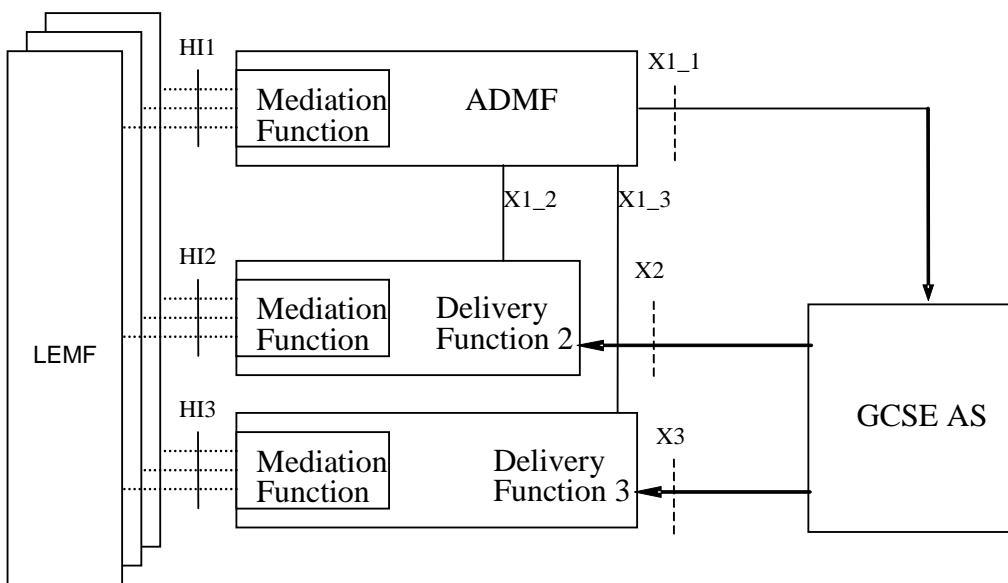 HI1
Mediation
Function
ADMF
X1_1
X1_2
X1_3
HI2
Mediation
Function
Delivery
Function 2
X2
LEMF
GCSE AS
HI3
Mediation
Function
Delivery
Function 3
X3